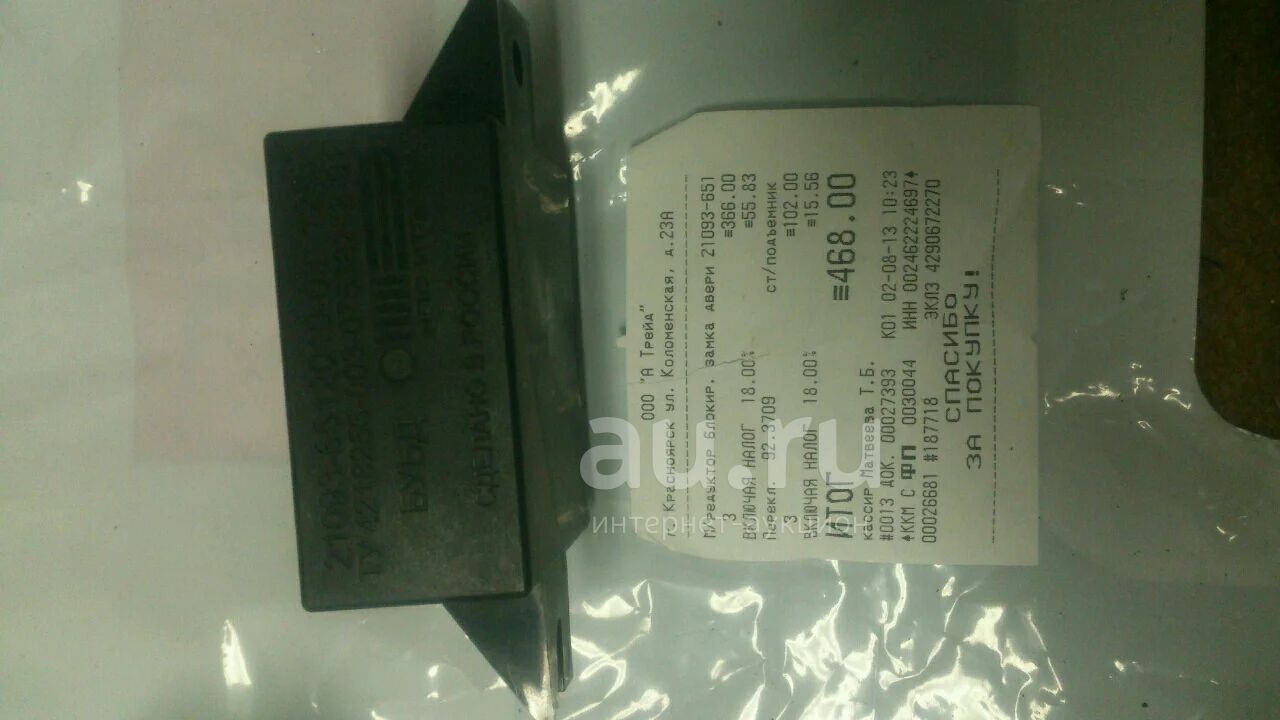 БУБД
СДЕЛАНО В РОССИИ
ООО "А Трейд"
г. Красноярск ул. Коломенская, д.23А
М/редуктор блокир. замка двери 21093-651
3 ≡366.00
ВКЛЮЧАЯ НАЛОГ 18.00% ≡55.83
Перекл. 92.3709 ст/подъемник
3 ≡102.00
ВКЛЮЧАЯ НАЛОГ 18.00% ≡15.56
ИТОГ ≡468.00
кассир Матвеева Т.Б.
#0013 ДОК. 00027393 К01 02-08-13 10:23
♠ККМ С ФП 0030044 ИНН 002462224697♠
00026681 #187718 ЭКЛЗ 4290672270
СПАСИБО
ЗА ПОКУПКУ!
au.ru
интернет-аукцион